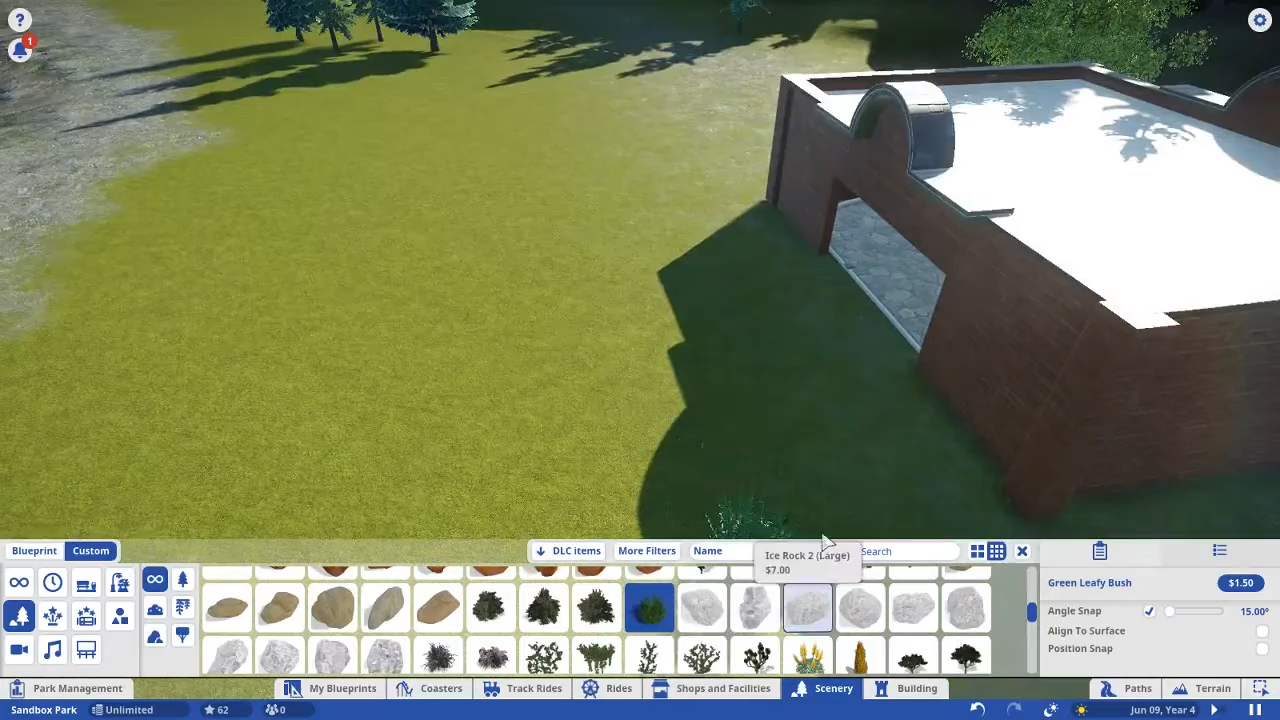 ?
1
Blueprint
Custom
DLC items
More Filters
Name
Search
Ice Rock 2 (Large)
$7.00
Green Leafy Bush
$1.50
Angle Snap
15.00°
Align To Surface
Position Snap
Park Management
My Blueprints
Coasters
Track Rides
Rides
Shops and Facilities
Scenery
Building
Paths
Terrain
Sandbox Park
Unlimited
62
0
Jun 09, Year 4